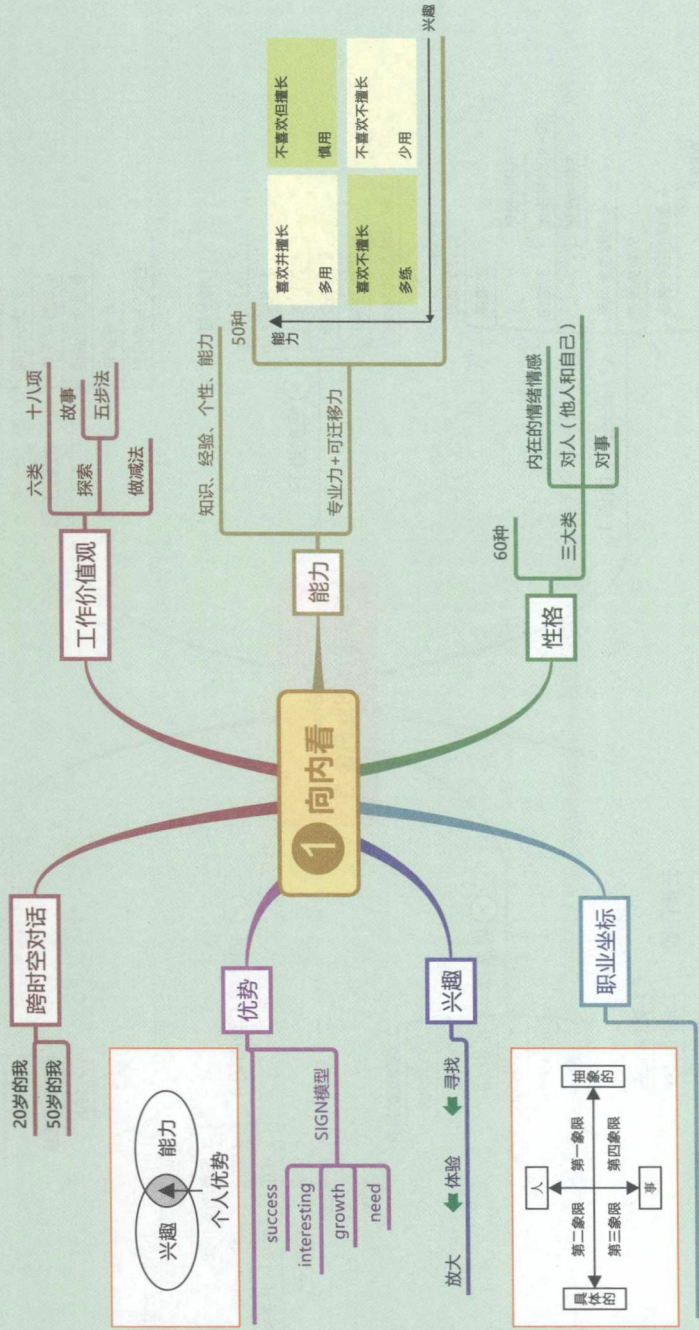 ① 向内看
跨时空对话
20岁的我
50岁的我
优势
兴趣
能力
个人优势
SIGN模型
success
interesting
growth
need
兴趣
寻找
体验
放大
职业坐标
人
抽象的
事
具体的
第一象限
第二象限
第三象限
第四象限
工作价值观
六类
十八项
探索
故事
五步法
做减法
能力
知识、经验、个性、能力
专业力+可迁移力
50种
能力
喜欢并擅长
多用
不喜欢但擅长
慎用
喜欢不擅长
多练
不喜欢不擅长
少用
兴趣
性格
60种
三大类
内在的情绪情感
对人（他人和自己）
对事